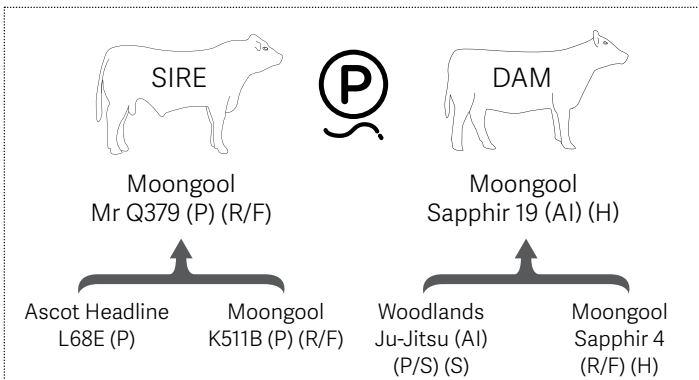 SIRE
P
DAM
Moongool
Mr Q379 (P) (R/F)
Moongool
Sapphir 19 (AI) (H)
Ascot Headline
L68E (P)
Moongool
K511B (P) (R/F)
Woodlands
Ju-Jitsu (AI)
(P/S) (S)
Moongool
Sapphir 4
(R/F) (H)